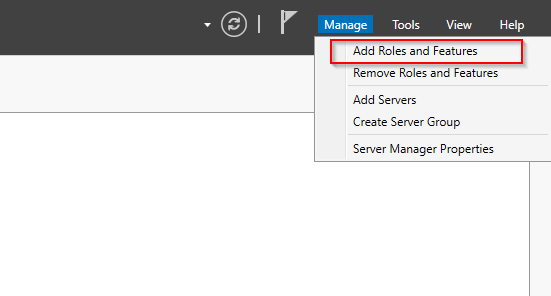 Manage Tools View Help
Add Roles and Features
Remove Roles and Features
Add Servers
Create Server Group
Server Manager Properties